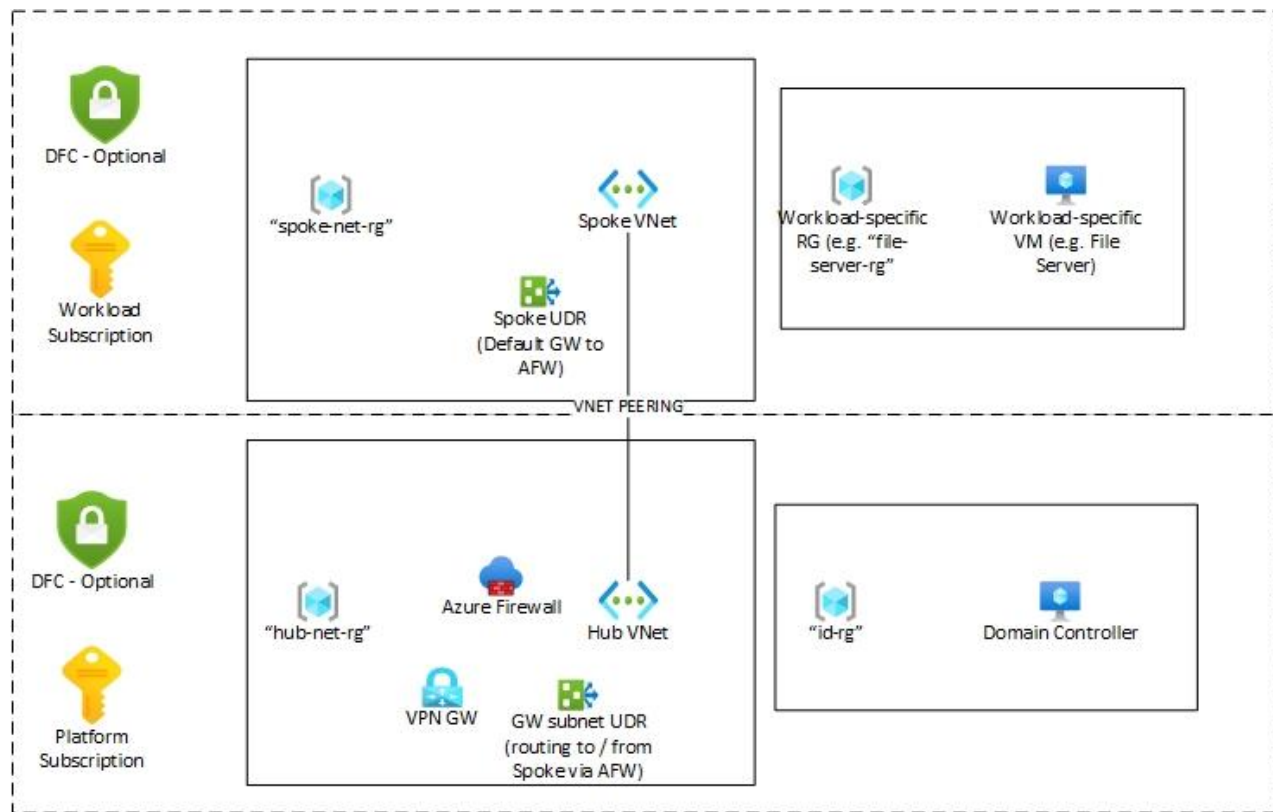 DFC - Optional
Workload
Subscription
“spoke-net-rg”
Spoke VNet
Spoke UDR
(Default GW to
AFW)
Workload-specific
RG (e.g. “file-
server-rg”
Workload-specific
VM (e.g. File
Server)
VNET PEERING
DFC - Optional
Platform
Subscription
“hub-net-rg”
Azure Firewall
Hub VNet
VPN GW
GW subnet UDR
(routing to / from
Spoke via AFW)
“id-rg”
Domain Controller